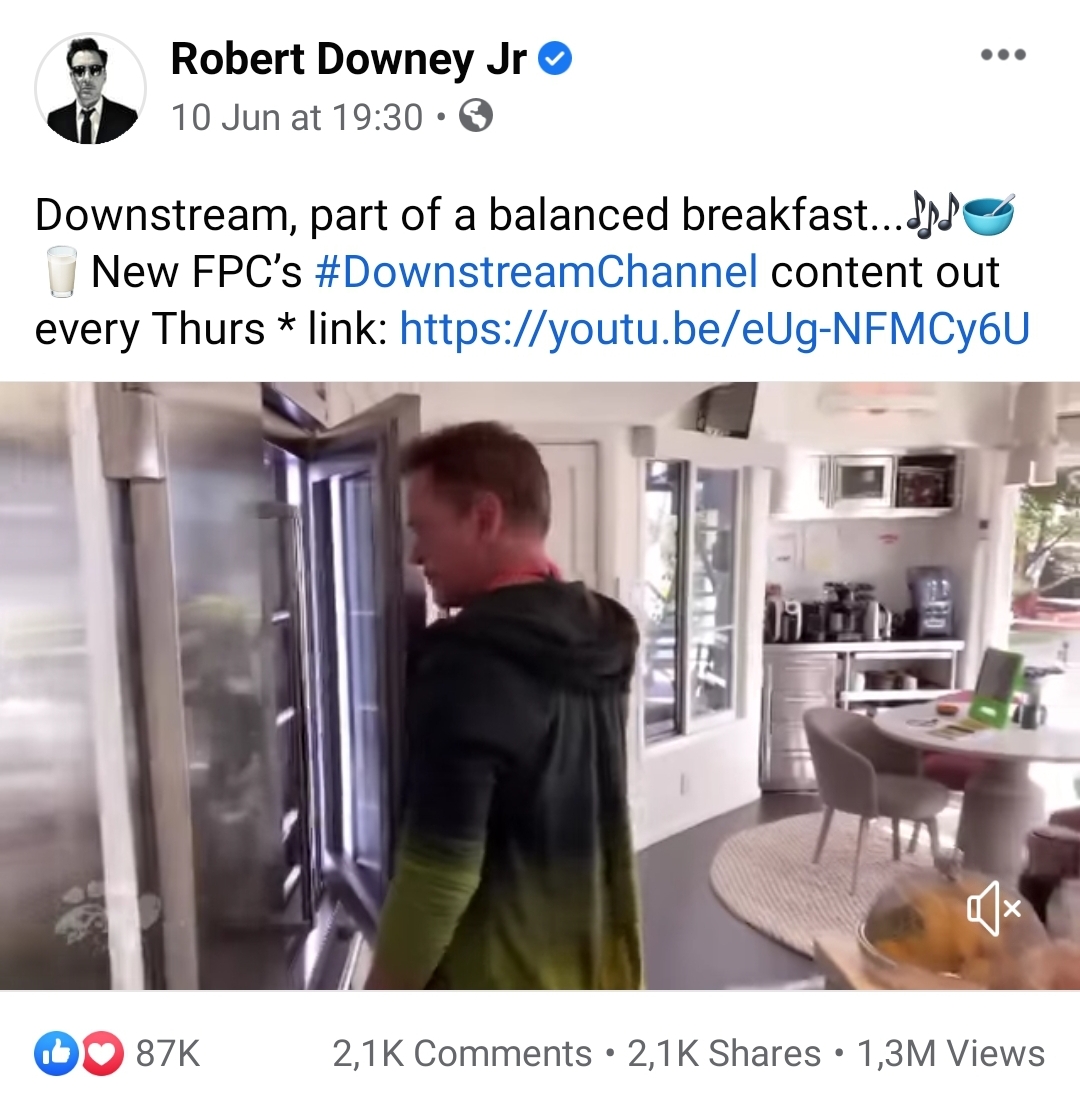 Robert Downey Jr
10 Jun at 19:30 •
Downstream, part of a balanced breakfast...🎶🥣
🥛 New FPC’s #DownstreamChannel content out
every Thurs * link: https://youtu.be/eUg-NFMCy6U
87K 2,1K Comments • 2,1K Shares • 1,3M Views